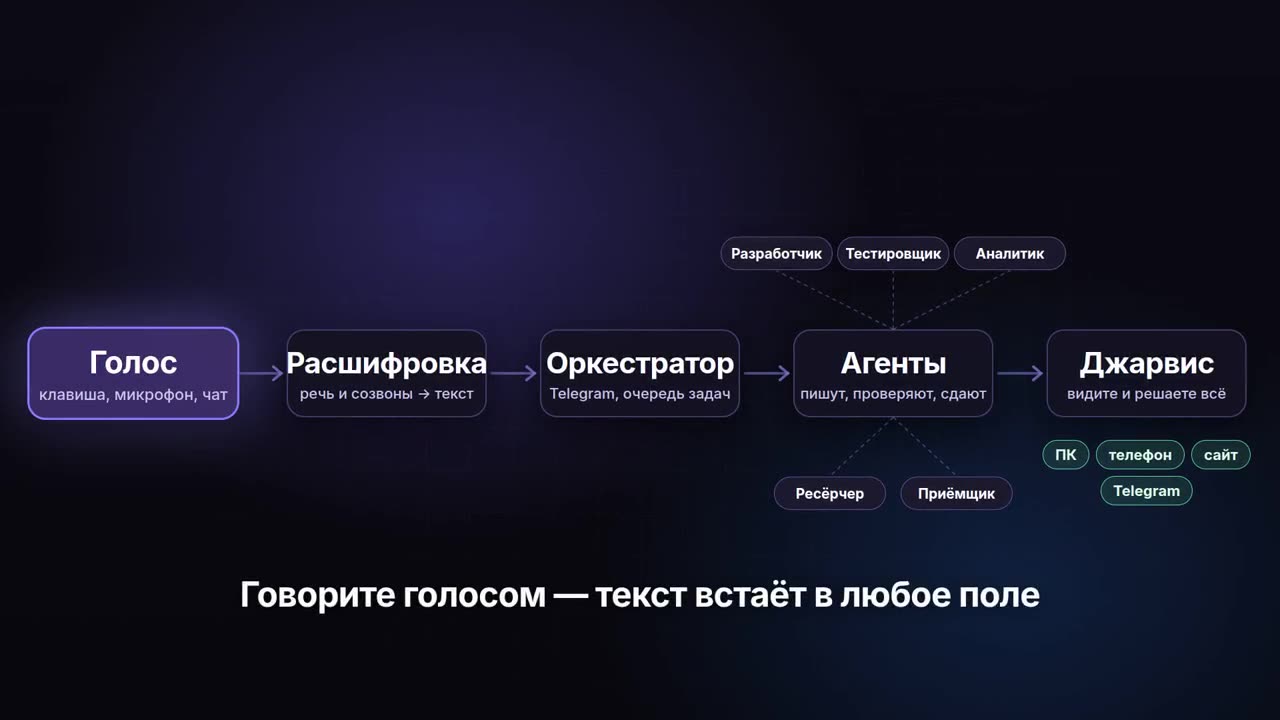 Разработчик
Тестировщик
Аналитик
Голос
клавиша, микрофон, чат
Расшифровка
речь и созвоны → текст
Оркестратор
Telegram, очередь задач
Агенты
пишут, проверяют, сдают
Джарвис
видите и решаете всё
ПК
телефон
сайт
Telegram
Ресёрчер
Приёмщик
Говорите голосом — текст встаёт в любое поле